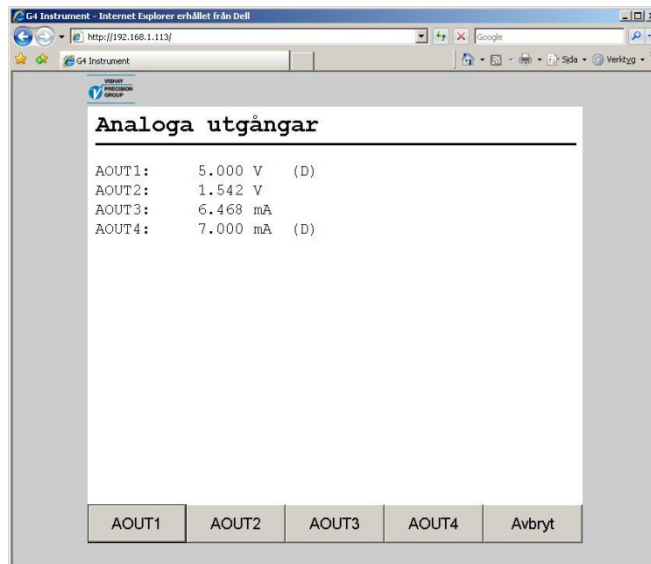 G4 Instrument - Internet Explorer erhållet från Dell
http://192.168.1.113/
Google
G4 Instrument
Sida
Verktyg
VISHAY
PRECISION
GROUP
Analoga utgångar
AOUT1: 5.000 V (D)
AOUT2: 1.542 V
AOUT3: 6.468 mA
AOUT4: 7.000 mA (D)
AOUT1 AOUT2 AOUT3 AOUT4 Avbryt